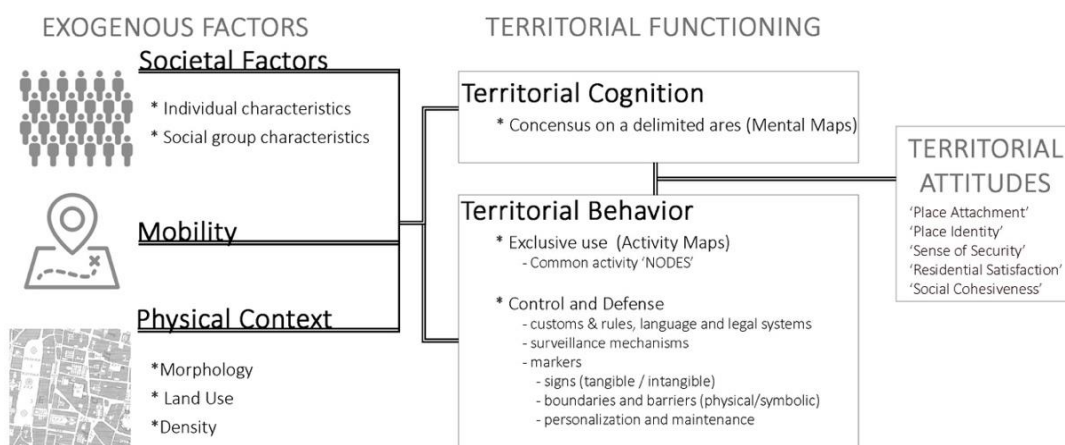 EXOGENOUS FACTORS
Societal Factors
* Individual characteristics
* Social group characteristics
Mobility
Physical Context
*Morphology
* Land Use
*Density
TERRITORIAL FUNCTIONING
Territorial Cognition
* Concensus on a delimited ares (Mental Maps)
Territorial Behavior
* Exclusive use (Activity Maps)
- Common activity ‘NODES’
* Control and Defense
- customs & rules, language and legal systems
- surveillance mechanisms
- markers
- signs (tangible / intangible)
- boundaries and barriers (physical/symbolic)
- personalization and maintenance
TERRITORIAL
ATTITUDES
‘Place Attachment’
‘Place Identity’
‘Sense of Security’
‘Residential Satisfaction’
‘Social Cohesiveness’